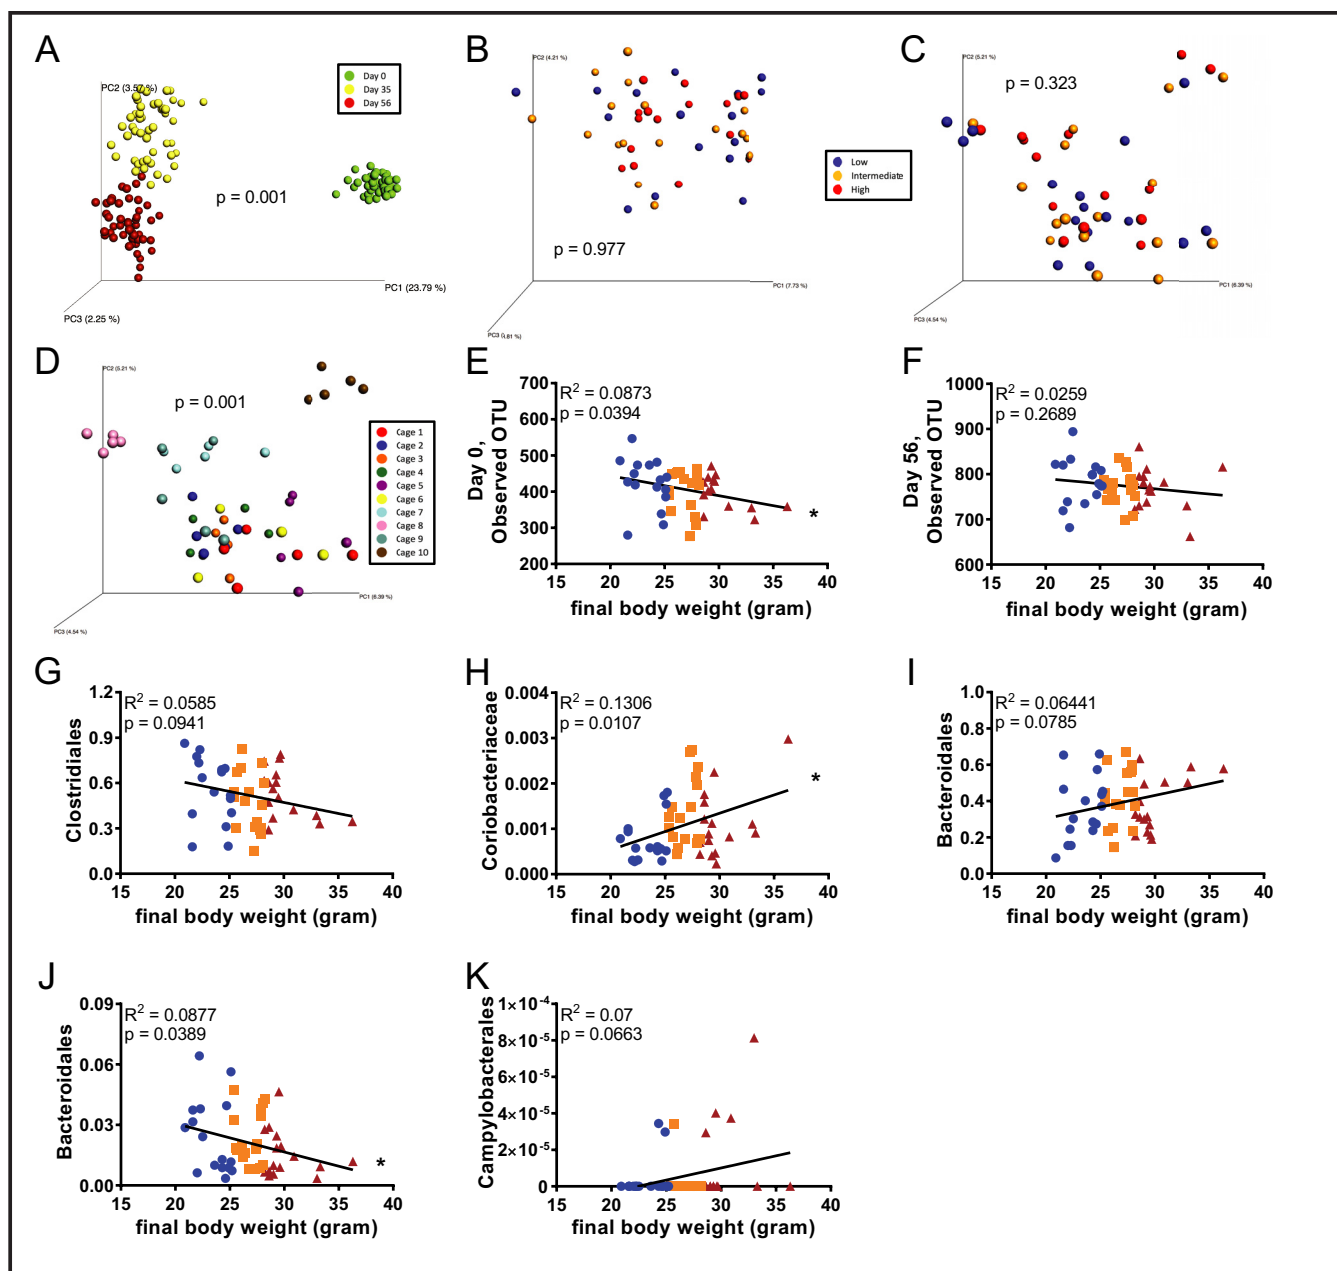 A
PC2 (3.57 %)
Day 0
Day 35
Day 56
p = 0.001
PC1 (23.79 %)
PC3 (2.25 %)
B
PC2 (4.21 %)
p = 0.977
PC1 (7.73 %)
Low
Intermediate
High
C
PC2 (5.21 %)
p = 0.323
PC1 (6.39 %)
PC3 (4.54 %)
D
PC2 (5.21 %)
p = 0.001
Cage 1
Cage 2
Cage 3
Cage 4
Cage 5
Cage 6
Cage 7
Cage 8
Cage 9
Cage 10
PC1 (6.39 %)
PC3 (4.54 %)
E
R² = 0.0873
p = 0.0394
Day 0,
Observed OTU
700
600
500
400
300
200
*
15 20 25 30 35 40
final body weight (gram)
F
R² = 0.0259
p = 0.2689
Day 56,
Observed OTU
1000
900
800
700
600
15 20 25 30 35 40
final body weight (gram)
G
R² = 0.0585
p = 0.0941
Clostridiales
1.2
0.9
0.6
0.3
0.0
15 20 25 30 35 40
final body weight (gram)
H
R² = 0.1306
p = 0.0107
Coriobacteriaceae
0.004
0.003
0.002
0.001
0.000
*
15 20 25 30 35 40
final body weight (gram)
I
R² = 0.06441
p = 0.0785
Bacteroidales
1.0
0.8
0.6
0.4
0.2
0.0
15 20 25 30 35 40
final body weight (gram)
J
R² = 0.0877
p = 0.0389
Bacteroidales
0.09
0.06
0.03
0.00
*
15 20 25 30 35 40
final body weight (gram)
K
R² = 0.07
p = 0.0663
Campylobacterales
1×10⁻⁴
8×10⁻⁵
6×10⁻⁵
4×10⁻⁵
2×10⁻⁵
0
15 20 25 30 35 40
final body weight (gram)